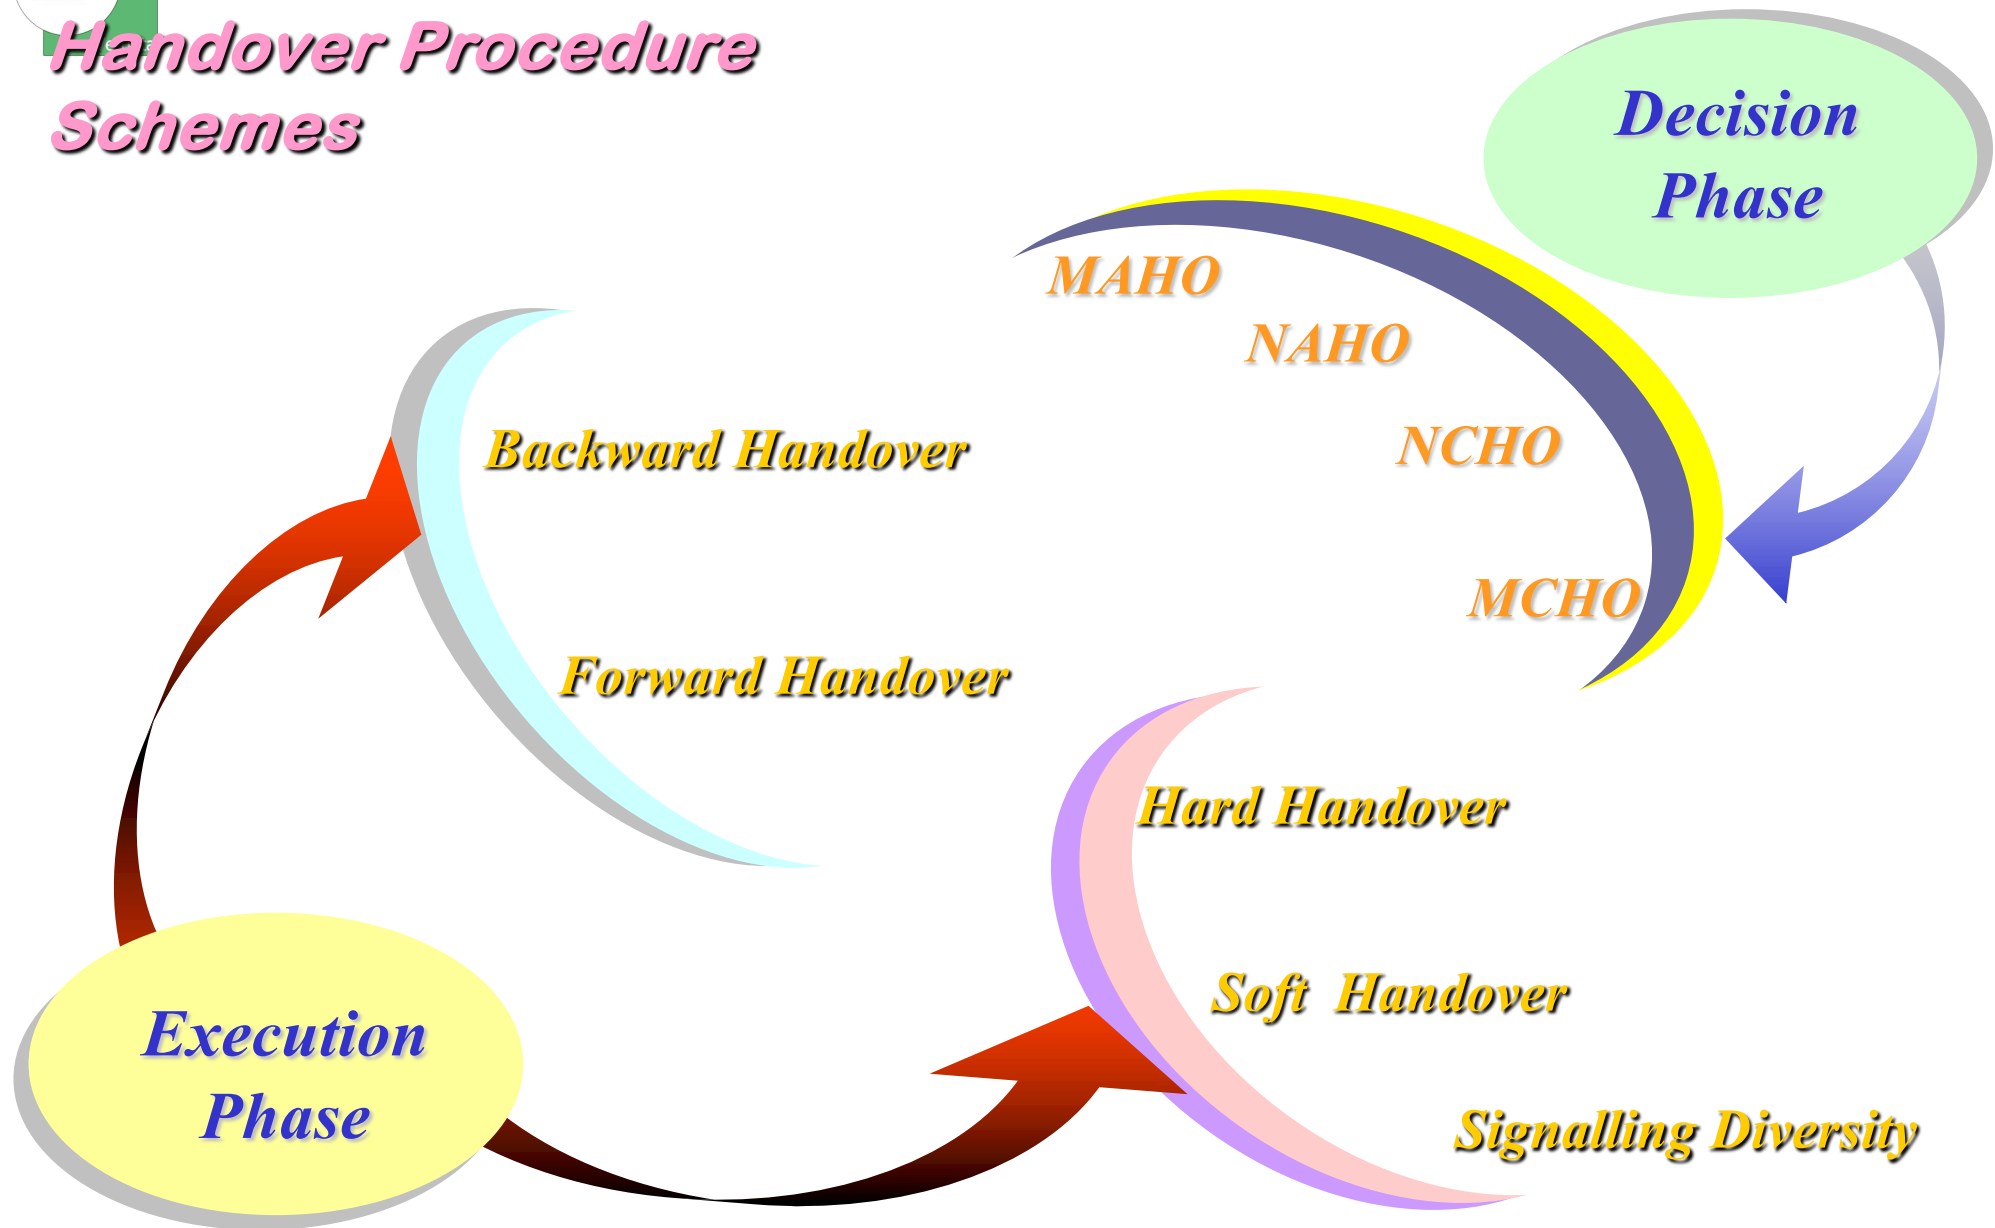 Handover Procedure
Schemes
Decision
Phase
MAHO
NAHO
NCHO
MCHO
Backward Handover
Forward Handover
Hard Handover
Soft Handover
Signalling Diversity
Execution
Phase